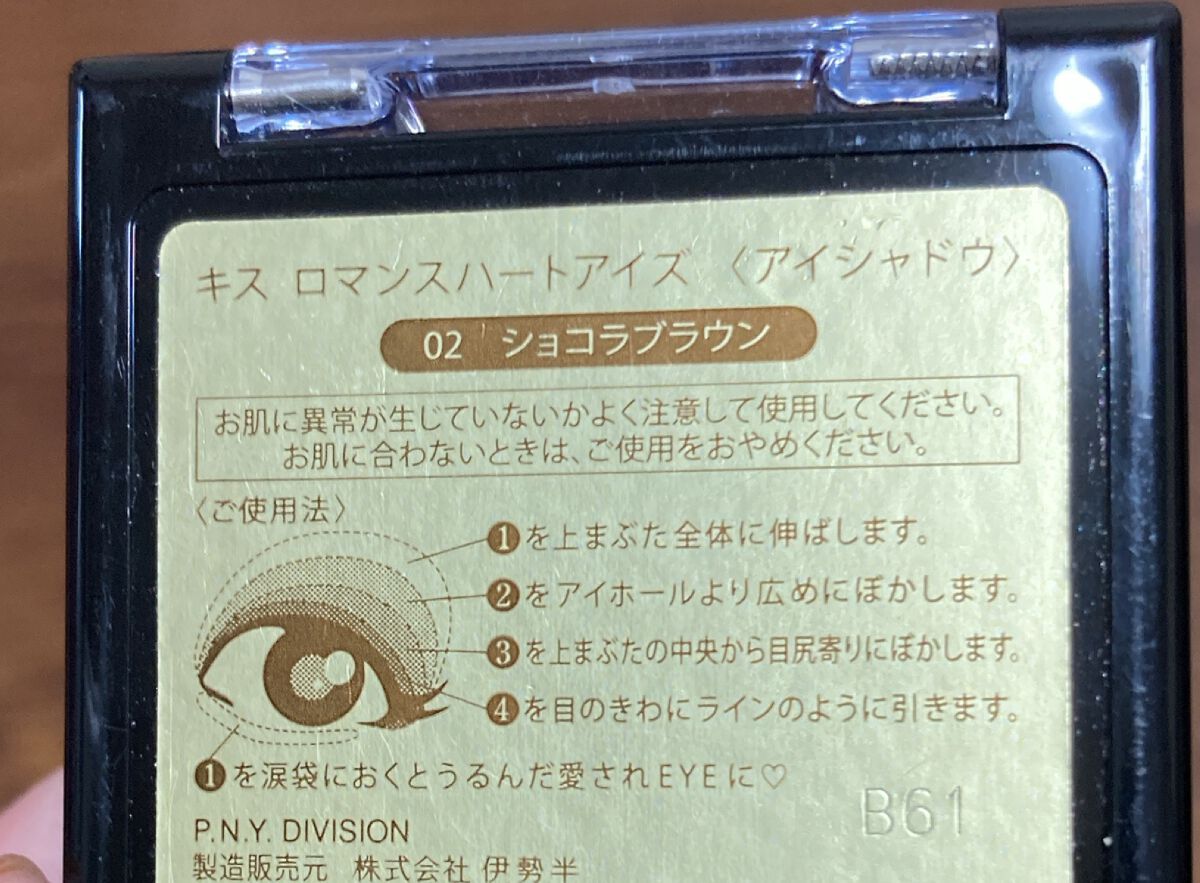 キス ロマンスハートアイズ 〈アイシャドウ〉
02 ショコラブラウン
お肌に異常が生じていないかよく注意して使用してください。
お肌に合わないときは、ご使用をおやめください。
〈ご使用法〉
❶を上まぶた全体に伸ばします。
❷をアイホールより広めにぼかします。
❸を上まぶたの中央から目尻寄りにぼかします。
❹を目のきわにラインのように引きます。
❶を涙袋におくとうるんだ愛されEYEに♡
B61
P.N.Y. DIVISION
製造販売元 株式会社 伊勢半